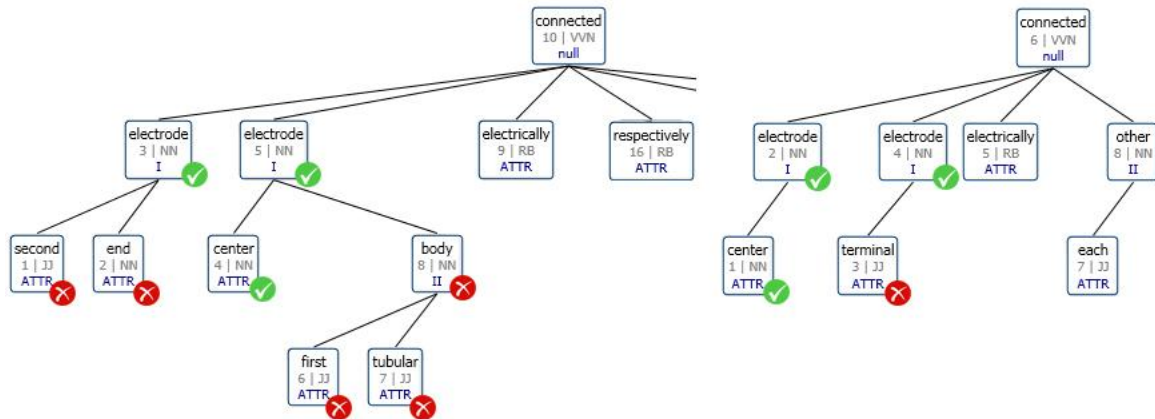 connected
10 | VVN
null
connected
6 | VVN
null
electrode
3 | NN
I
electrode
5 | NN
I
electrically
9 | RB
ATTR
respectively
16 | RB
ATTR
electrode
2 | NN
I
electrode
4 | NN
I
electrically
5 | RB
ATTR
other
8 | NN
II
second
1 | JJ
ATTR
end
2 | NN
ATTR
center
4 | NN
ATTR
body
8 | NN
II
center
1 | NN
ATTR
terminal
3 | JJ
ATTR
each
7 | JJ
ATTR
first
6 | JJ
ATTR
tubular
7 | JJ
ATTR